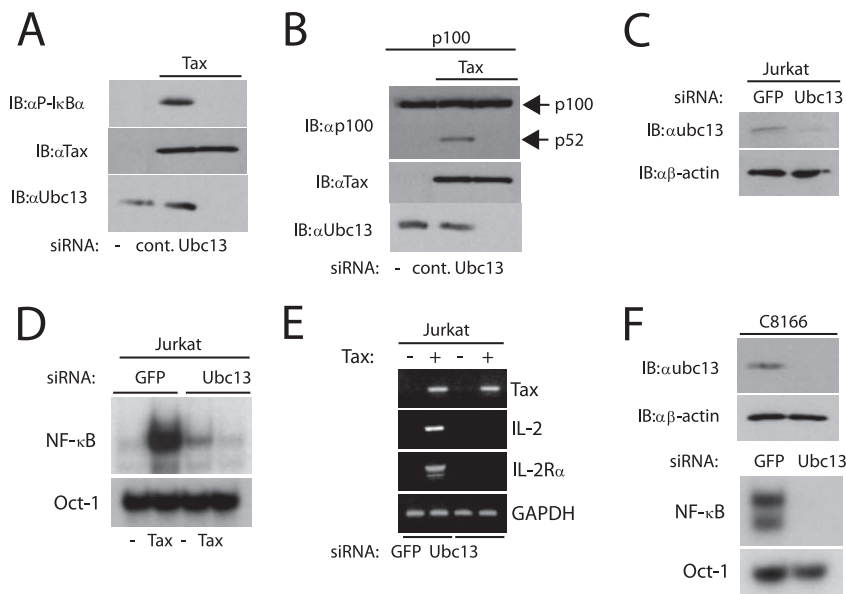 A
Tax
IB:αP-IκBα
IB:αTax
IB:αUbc13
siRNA: - cont. Ubc13
B
p100
Tax
IB:αp100
p100
p52
IB:αTax
IB:αUbc13
siRNA: - cont. Ubc13
C
Jurkat
siRNA: GFP Ubc13
IB:αubc13
IB:αβ-actin
D
Jurkat
siRNA: GFP Ubc13
NF-κB
Oct-1
- Tax - Tax
E
Jurkat
Tax: - + - +
Tax
IL-2
IL-2Rα
GAPDH
siRNA: GFP Ubc13
F
C8166
IB:αubc13
IB:αβ-actin
siRNA: GFP Ubc13
NF-κB
Oct-1